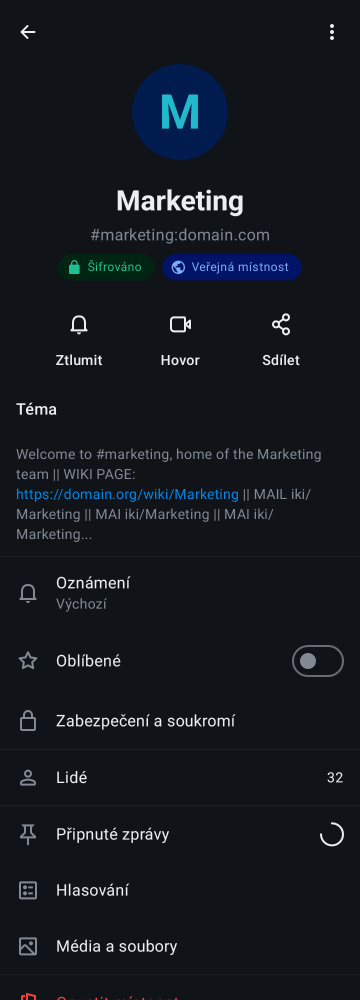 M
Marketing
#marketing:domain.com
Šifrováno
Veřejná místnost
Ztlumit
Hovor
Sdílet
Téma
Welcome to #marketing, home of the Marketing
team || WIKI PAGE:
https://domain.org/wiki/Marketing || MAIL iki/
Marketing || MAI iki/Marketing || MAI iki/
Marketing...
Oznámení
Výchozí
Oblíbené
Zabezpečení a soukromí
Lidé
32
Připnuté zprávy
Hlasování
Média a soubory